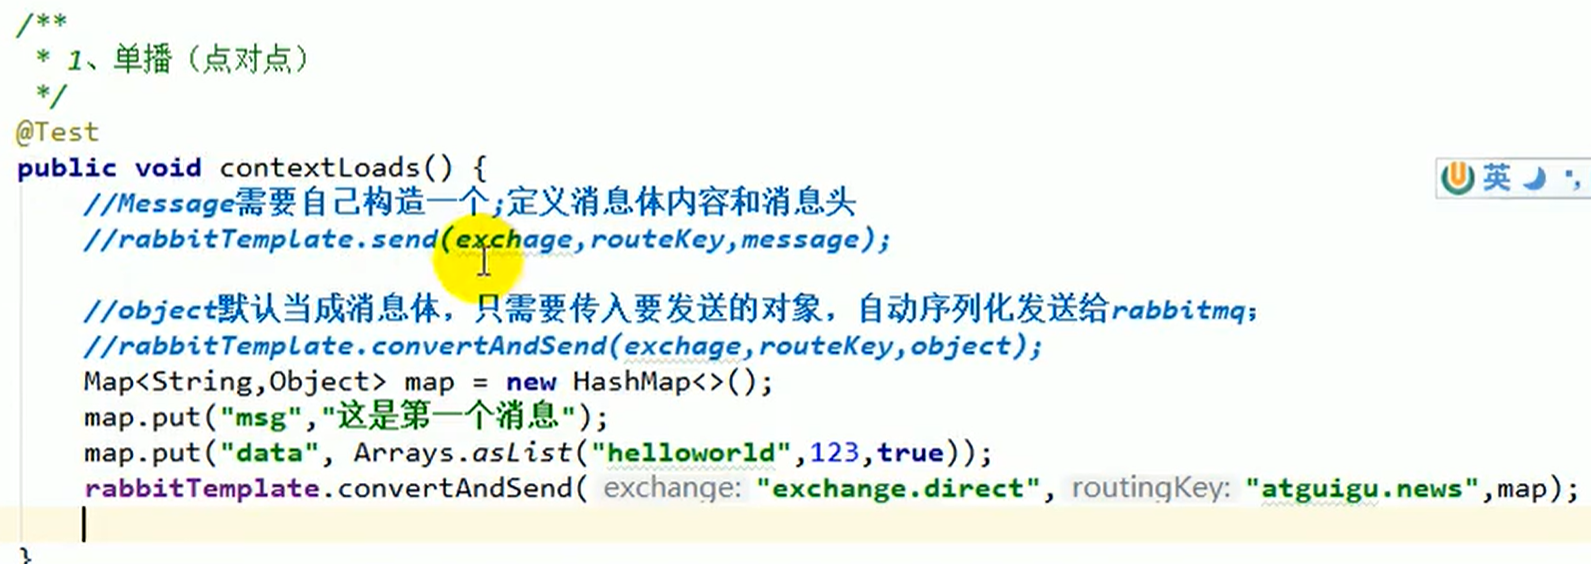 /**
 * 1、单播（点对点）
 */
@Test
public void contextLoads() {
//Message需要自己构造一个;定义消息体内容和消息头
//rabbitTemplate.send(exchage,routeKey,message);
//object默认当成消息体，只需要传入要发送的对象，自动序列化发送给rabbitmq；
//rabbitTemplate.convertAndSend(exchage,routeKey,object);
Map<String,Object> map = new HashMap<>();
map.put("msg","这是第一个消息");
map.put("data", Arrays.asList("helloworld",123,true));
rabbitTemplate.convertAndSend( exchange: "exchange.direct", routingKey: "atguigu.news",map);
}
英